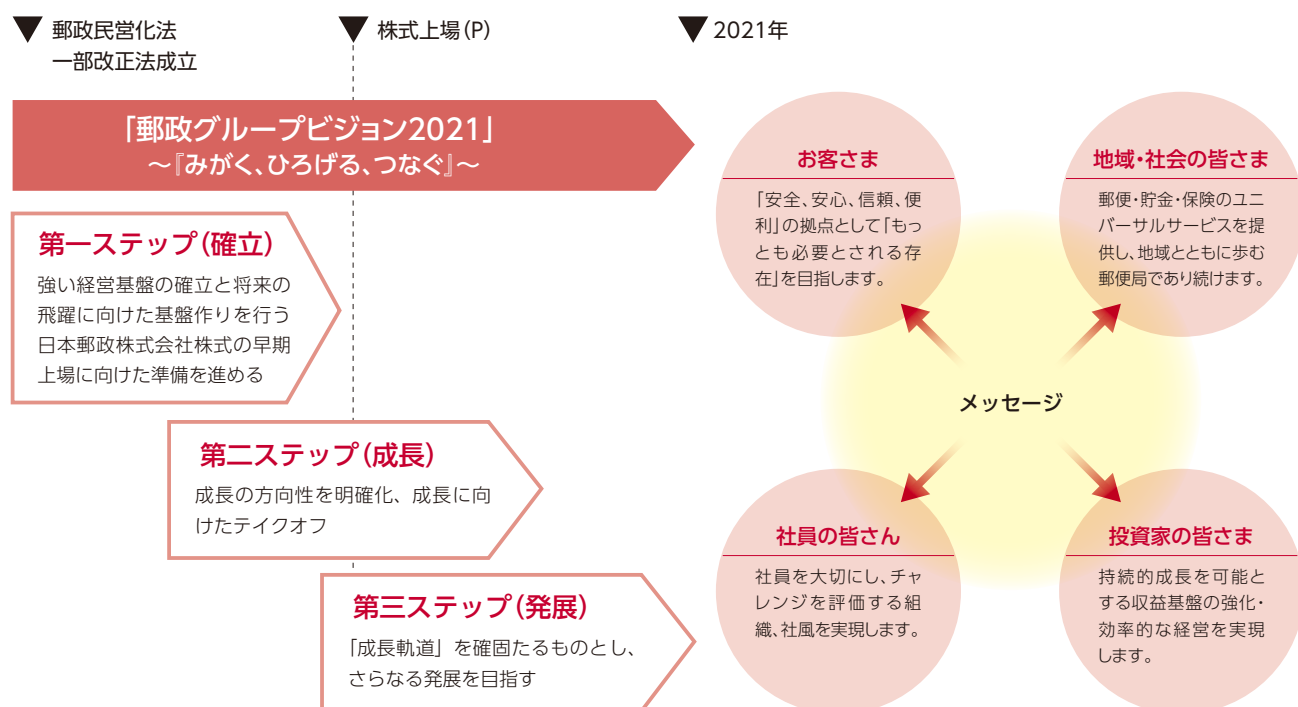 ▼ 郵政民営化法
一部改正法成立
▼ 株式上場(P)
▼ 2021年
「郵政グループビジョン2021」
～『みがく、ひろげる、つなぐ』～
第一ステップ(確立)
強い経営基盤の確立と将来の
飛躍に向けた基盤作りを行う
日本郵政株式会社株式の早期
上場に向けた準備を進める
第二ステップ(成長)
成長の方向性を明確化、成長に向
けたテイクオフ
第三ステップ(発展)
「成長軌道」を確固たるものとし、
さらなる発展を目指す
お客さま
「安全、安心、信頼、便
利」の拠点として「もっ
とも必要とされる存
在」を目指します。
地域・社会の皆さま
郵便・貯金・保険のユニ
バーサルサービスを提
供し、地域とともに歩む
郵便局であり続けます。
メッセージ
社員の皆さん
社員を大切にし、チャ
レンジを評価する組
織、社風を実現します。
投資家の皆さま
持続的成長を可能と
する収益基盤の強化・
効率的な経営を実現
します。